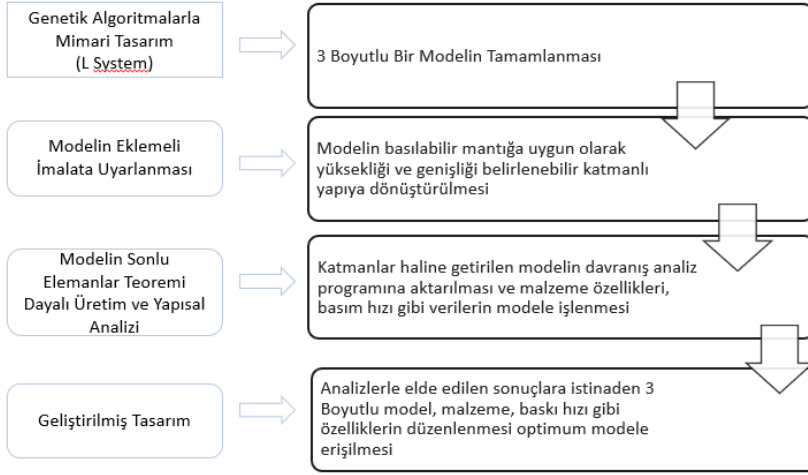 Genetik Algoritmalarla
Mimari Tasarım
(L System)
3 Boyutlu Bir Modelin Tamamlanması
Modelin Eklemeli
İmalata Uyarlanması
Modelin basılabilir mantığa uygun olarak
yüksekliği ve genişliği belirlenebilir katmanlı
yapıya dönüştürülmesi
Modelin Sonlu
Elemanlar Teoremi
Dayalı Üretim ve Yapısal
Analizi
Katmanlar haline getirilen modelin davranış analiz
programına aktarılması ve malzeme özellikleri,
basım hızı gibi verilerin modele işlenmesi
Geliştirilmiş Tasarım
Analizlerle elde edilen sonuçlara istinaden 3
Boyutlu model, malzeme, baskı hızı gibi
özelliklerin düzenlenmesi optimum modele
erişilmesi